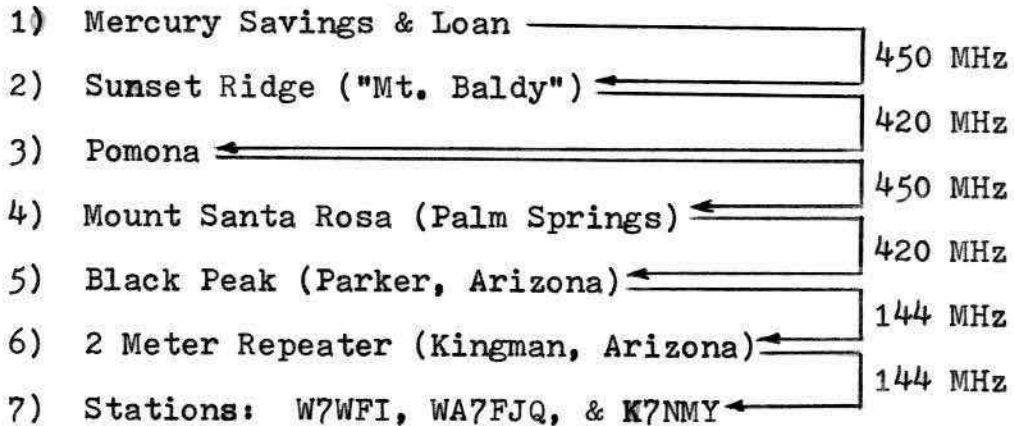 1) Mercury Savings & Loan
450 MHz
2) Sunset Ridge ("Mt. Baldy")
420 MHz
3) Pomona
450 MHz
4) Mount Santa Rosa (Palm Springs)
420 MHz
5) Black Peak (Parker, Arizona)
144 MHz
6) 2 Meter Repeater (Kingman, Arizona)
144 MHz
7) Stations: W7WFI, WA7FJQ, & K7NMY